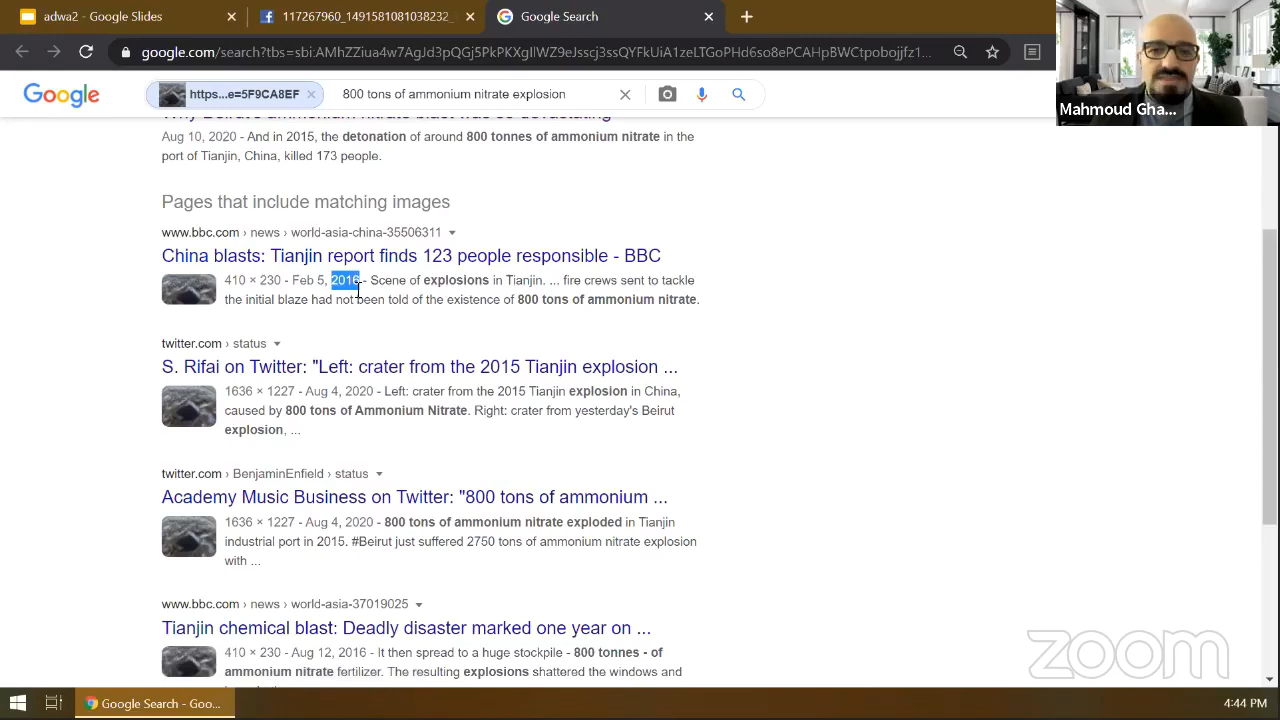 adwa2 - Google Slides
117267960_1491581081038232_
Google Search
google.com/search?tbs=sbi:AMhZZiua4w7AgJd3pQGj5PkPKXgIlWZ9eJsscj3ssQYFkUiA1zeLTGoPHd6so8ePCAHpBWCtpobojjfz1...
Mahmoud Gha...
Google
https...e=5F9CA8EF
800 tons of ammonium nitrate explosion
Aug 10, 2020 - And in 2015, the detonation of around 800 tonnes of ammonium nitrate in the
port of Tianjin, China, killed 173 people.
Pages that include matching images
www.bbc.com › news › world-asia-china-35506311
China blasts: Tianjin report finds 123 people responsible - BBC
410 × 230 - Feb 5, 2016 - Scene of explosions in Tianjin. ... fire crews sent to tackle
the initial blaze had not been told of the existence of 800 tons of ammonium nitrate.
twitter.com › status
S. Rifai on Twitter: "Left: crater from the 2015 Tianjin explosion ...
1636 × 1227 - Aug 4, 2020 - Left: crater from the 2015 Tianjin explosion in China,
caused by 800 tons of Ammonium Nitrate. Right: crater from yesterday's Beirut
explosion, ...
twitter.com › BenjaminEnfield › status
Academy Music Business on Twitter: "800 tons of ammonium ...
1636 × 1227 - Aug 4, 2020 - 800 tons of ammonium nitrate exploded in Tianjin
industrial port in 2015. #Beirut just suffered 2750 tons of ammonium nitrate explosion
with ...
www.bbc.com › news › world-asia-37019025
Tianjin chemical blast: Deadly disaster marked one year on ...
410 × 230 - Aug 12, 2016 - It then spread to a huge stockpile - 800 tonnes - of
ammonium nitrate fertilizer. The resulting explosions shattered the windows and
zoom
Google Search - Goo...
4:44 PM